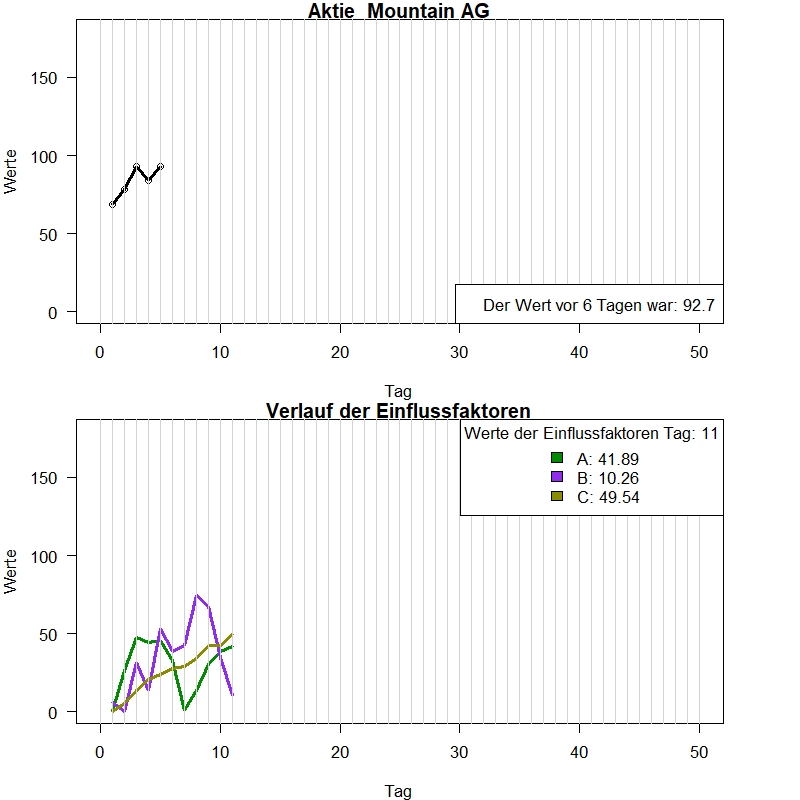 Aktie  Mountain AG
Werte
150
100
50
0
Der Wert vor 6 Tagen war: 92.7
0 10 20 30 40 50
Tag
Verlauf der Einflussfaktoren
Werte
150
100
50
0
Werte der Einflussfaktoren Tag: 11
A: 41.89
B: 10.26
C: 49.54
0 10 20 30 40 50
Tag